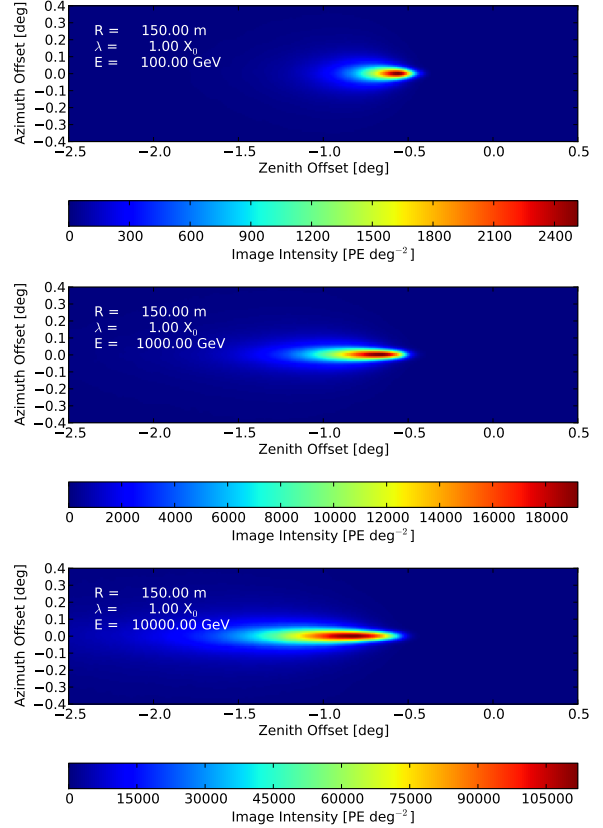 0.4
0.3
0.2
0.1
0.0
−0.1
−0.2
−0.3
−0.4
Azimuth Offset [deg]
R = 150.00 m
λ = 1.00 X₀
E = 100.00 GeV
−2.5 −2.0 −1.5 −1.0 −0.5 0.0 0.5
Zenith Offset [deg]
0 300 600 900 1200 1500 1800 2100 2400
Image Intensity [PE deg⁻²]
0.4
0.3
0.2
0.1
0.0
−0.1
−0.2
−0.3
−0.4
Azimuth Offset [deg]
R = 150.00 m
λ = 1.00 X₀
E = 1000.00 GeV
−2.5 −2.0 −1.5 −1.0 −0.5 0.0 0.5
Zenith Offset [deg]
0 2000 4000 6000 8000 10000 12000 14000 16000 18000
Image Intensity [PE deg⁻²]
0.4
0.3
0.2
0.1
0.0
−0.1
−0.2
−0.3
−0.4
Azimuth Offset [deg]
R = 150.00 m
λ = 1.00 X₀
E = 10000.00 GeV
−2.5 −2.0 −1.5 −1.0 −0.5 0.0 0.5
Zenith Offset [deg]
0 15000 30000 45000 60000 75000 90000 105000
Image Intensity [PE deg⁻²]